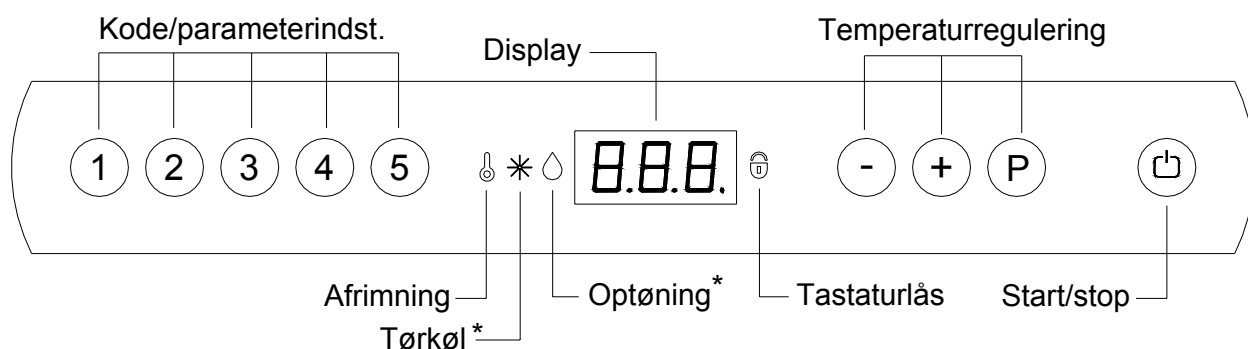 Kode/parameterindst.
Display
Temperaturregulering
1 2 3 4 5
8.8.8.
- + P
Afrimning
Optøning*
Tastaturlås
Start/stop
Tørkøl*